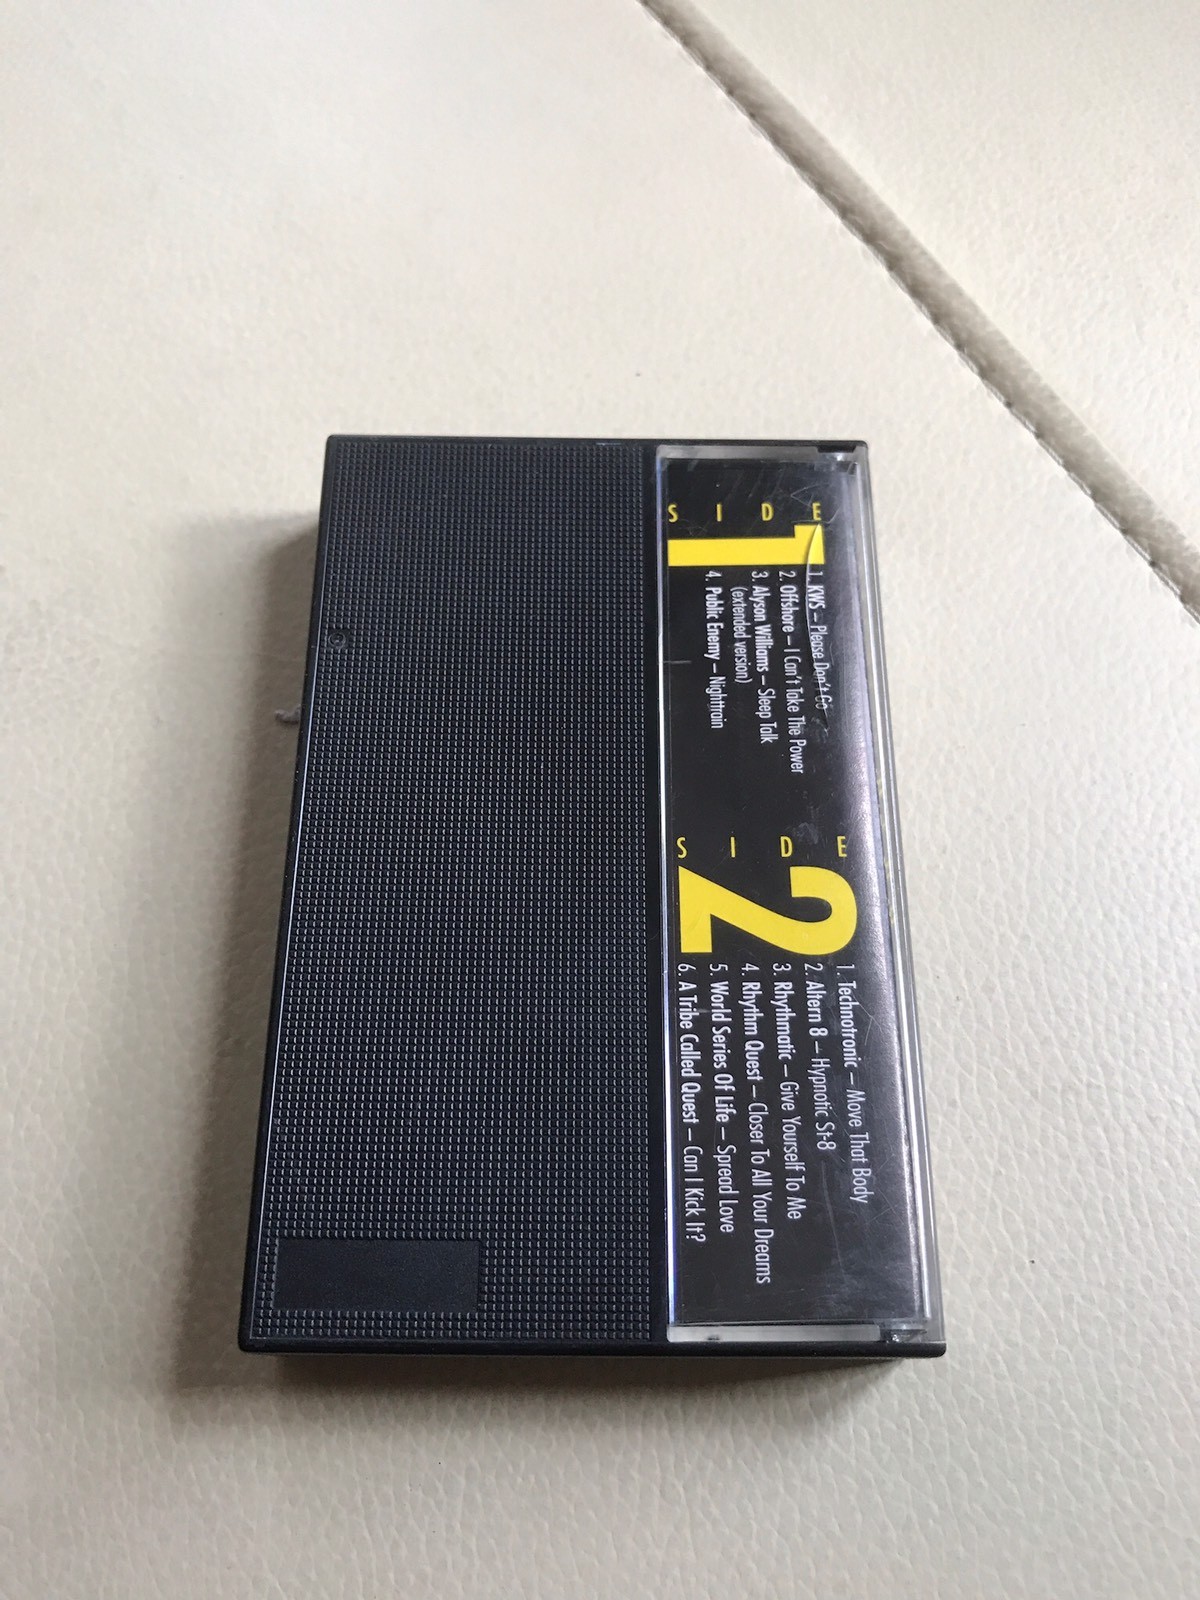 SIDE
1
1. KWS – Please Don't Go
2. Offshore – I Can't Take The Power
3. Alyson Williams – Sleep Talk
(extended version)
4. Public Enemy – Nighttrain
SIDE
2
1. Technotronic – Move That Body
2. Altern 8 – Hypnotic St-8
3. Rhythmatic – Give Yourself To Me
4. Rhythm Quest – Closer To All Your Dreams
5. World Series Of Life – Spread Love
6. A Tribe Called Quest – Can I Kick It?